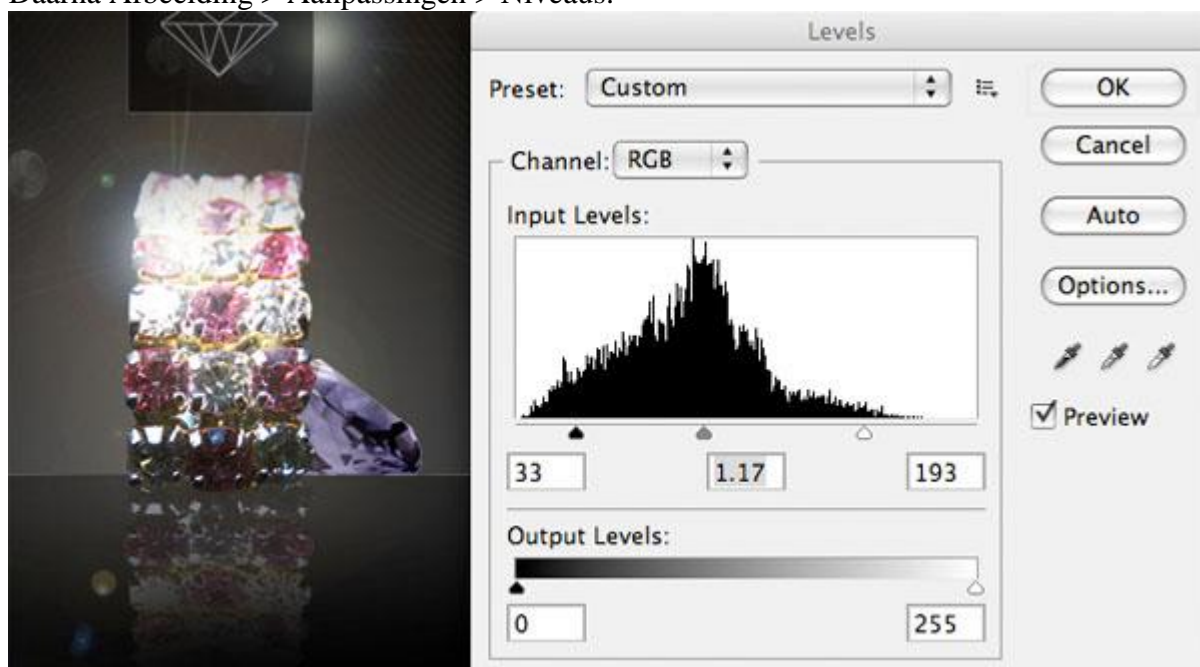 Daarna Afbeelding > Aanpassingen > Niveaus:
Levels
Preset: Custom
OK
Cancel
Channel: RGB
Auto
Input Levels:
Options...
Preview
33 1.17 193
Output Levels:
0 255